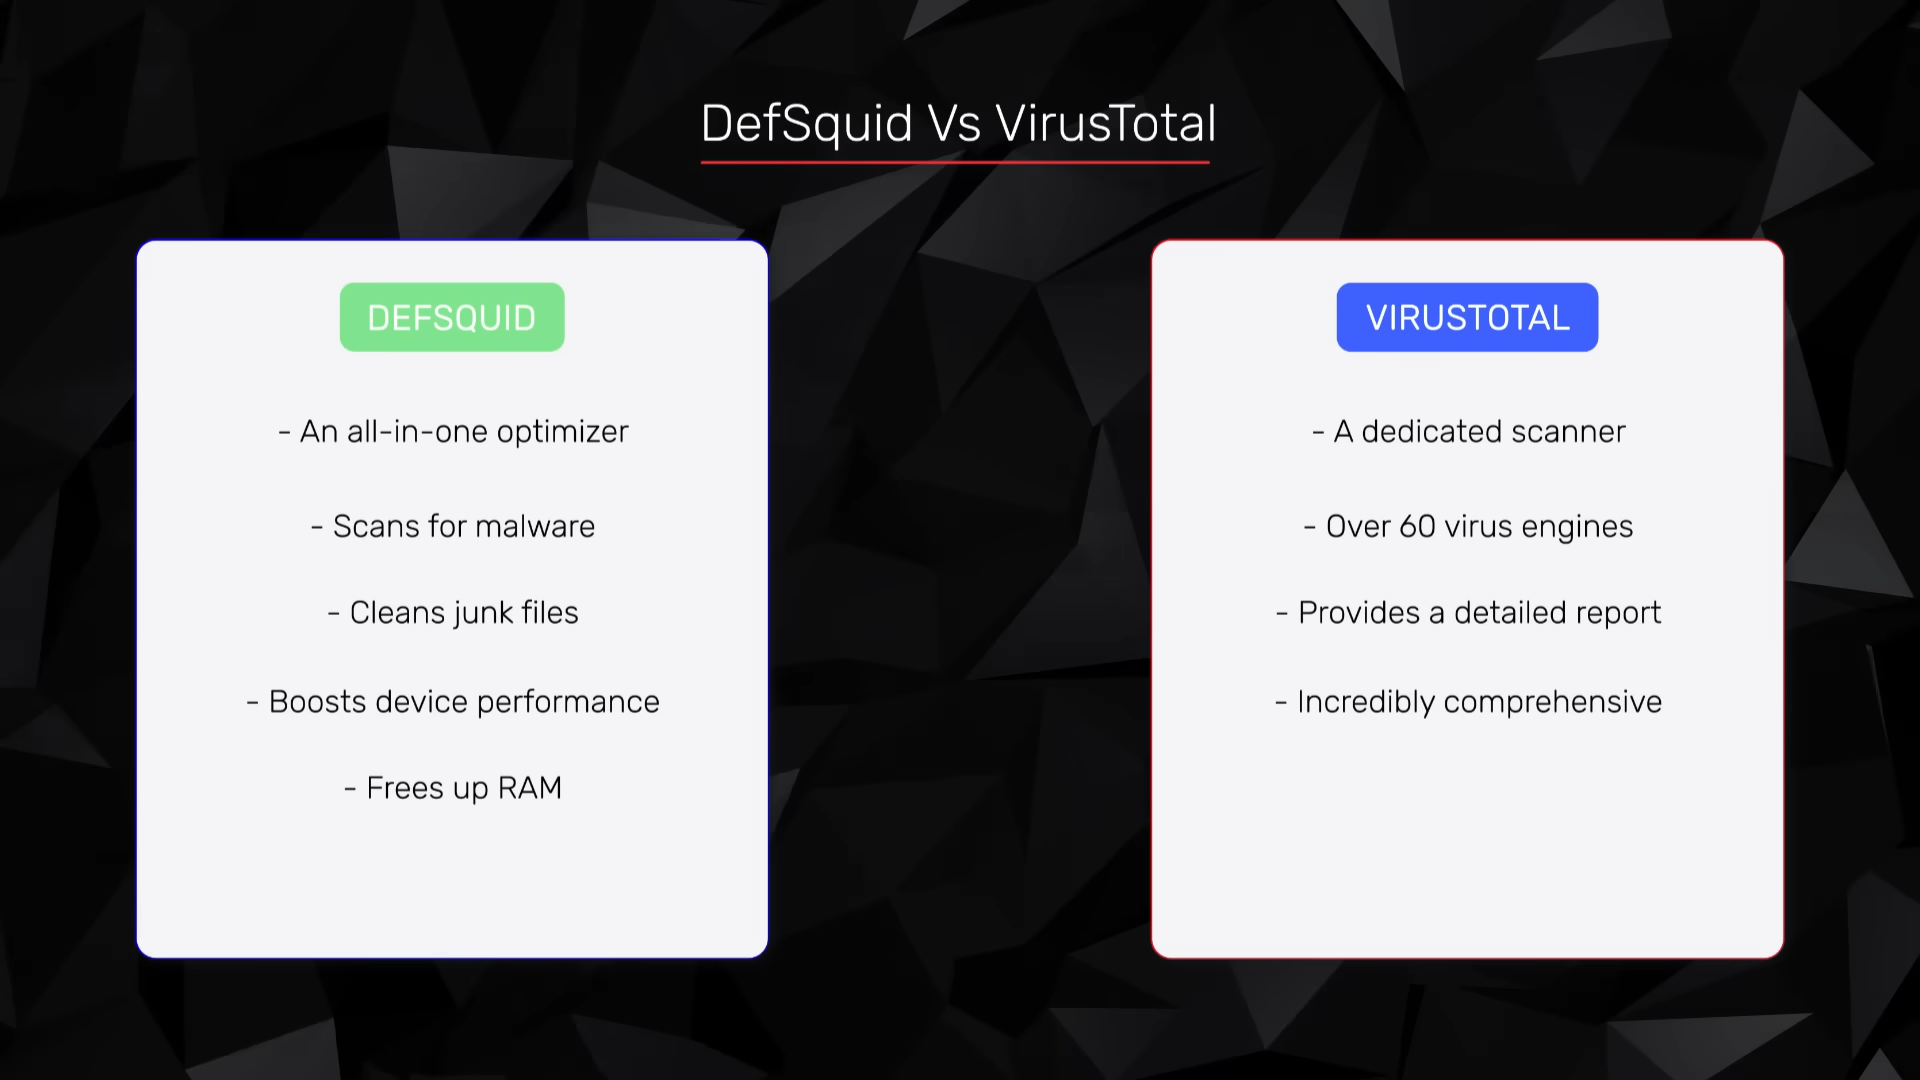 DefSquid Vs VirusTotal
DEFSQUID
- An all-in-one optimizer
- Scans for malware
- Cleans junk files
- Boosts device performance
- Frees up RAM
VIRUSTOTAL
- A dedicated scanner
- Over 60 virus engines
- Provides a detailed report
- Incredibly comprehensive